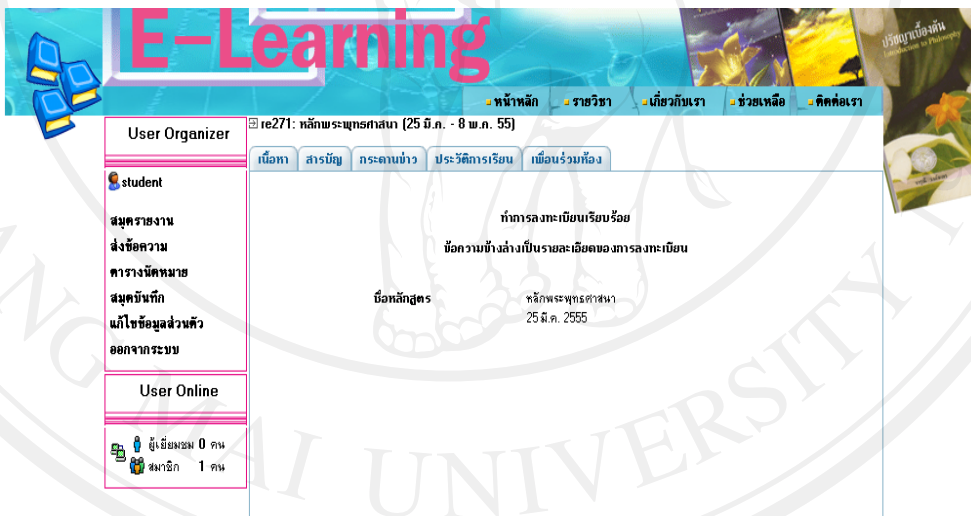 E-Learning
ปรัชญาเบื้องต้น
Introduction to Philosophy
หน้าหลัก รายวิชา เกี่ยวกับเรา ช่วยเหลือ ติดต่อเรา
User Organizer
re271: หลักพระพุทธศาสนา (25 มี.ค. - 8 พ.ค. 55)
เนื้อหา สารบัญ กระดานข่าว ประวัติการเรียน เพื่อนร่วมห้อง
student
สมุดรายงาน
ส่งข้อความ
ตารางนัดหมาย
สมุดบันทึก
แก้ไขข้อมูลส่วนตัว
ออกจากระบบ
ทำการลงทะเบียนเรียบร้อย
ข้อความข้างล่างเป็นรายละเอียดของการลงทะเบียน
ชื่อหลักสูตร หลักพระพุทธศาสนา
25 มี.ค. 2555
User Online
ผู้เยี่ยมชม 0 คน
สมาชิก 1 คน
ANG MAI UNIVERSITY